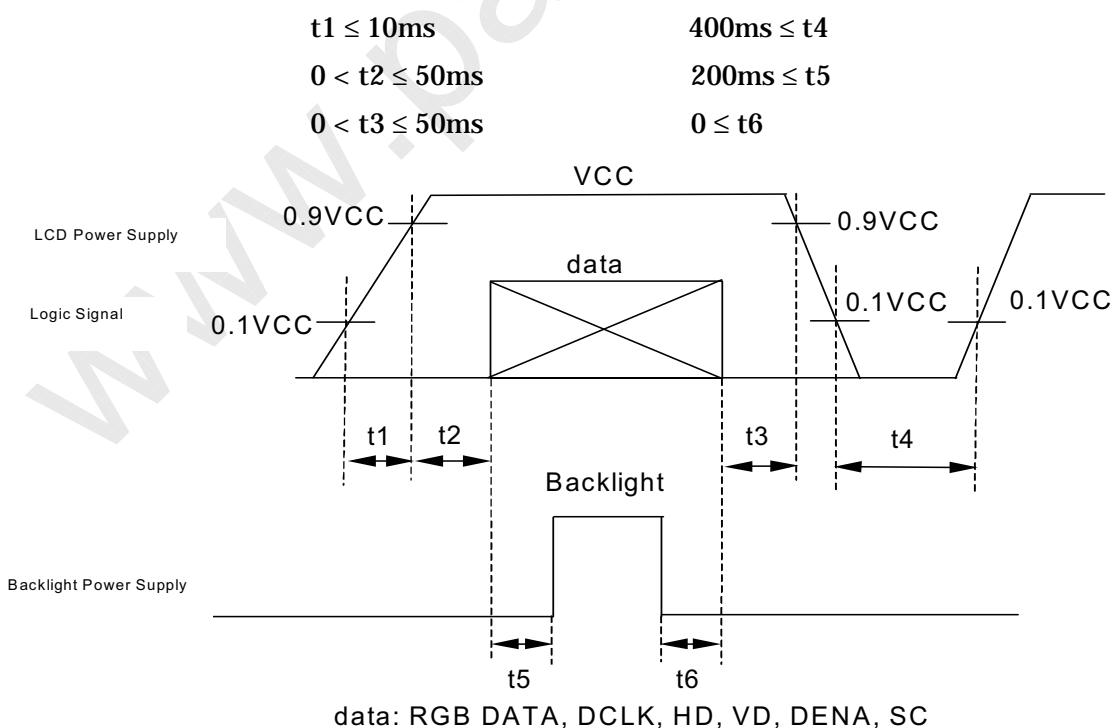 t1 ≤ 10ms 400ms ≤ t4
0 < t2 ≤ 50ms 200ms ≤ t5
0 < t3 ≤ 50ms 0 ≤ t6
VCC
0.9VCC 0.9VCC
LCD Power Supply
data
Logic Signal
0.1VCC 0.1VCC 0.1VCC
t1 t2 t3 t4
Backlight
Backlight Power Supply
t5 t6
data: RGB DATA, DCLK, HD, VD, DENA, SC
www.pa